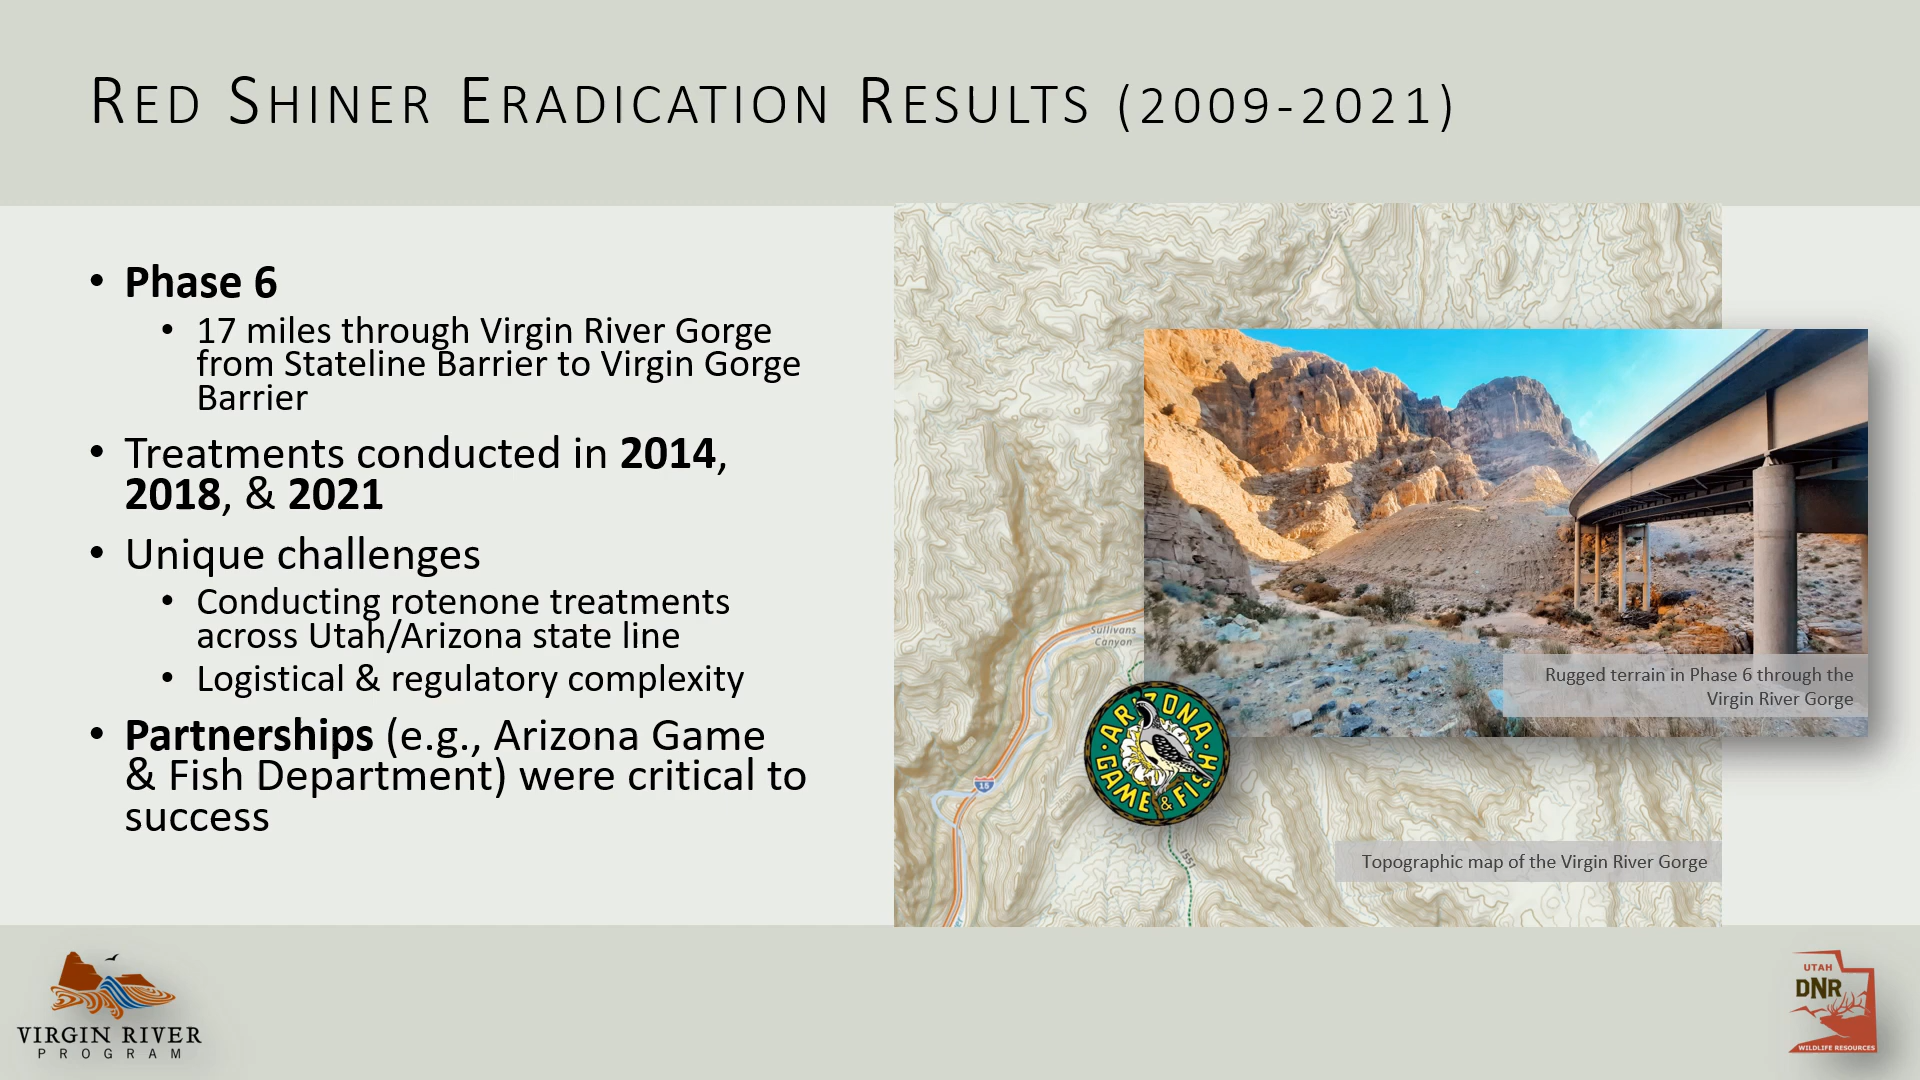 RED SHINER ERADICATION RESULTS (2009-2021)
• Phase 6
• 17 miles through Virgin River Gorge
from Stateline Barrier to Virgin Gorge
Barrier
• Treatments conducted in 2014,
2018, & 2021
• Unique challenges
• Conducting rotenone treatments
across Utah/Arizona state line
• Logistical & regulatory complexity
• Partnerships (e.g., Arizona Game
& Fish Department) were critical to
success
Sullivans
Canyon
Rugged terrain in Phase 6 through the
Virgin River Gorge
ARIZONA
GAME & FISH
15
1551
Topographic map of the Virgin River Gorge
VIRGIN RIVER
PROGRAM
UTAH
DNR
WILDLIFE RESOURCES